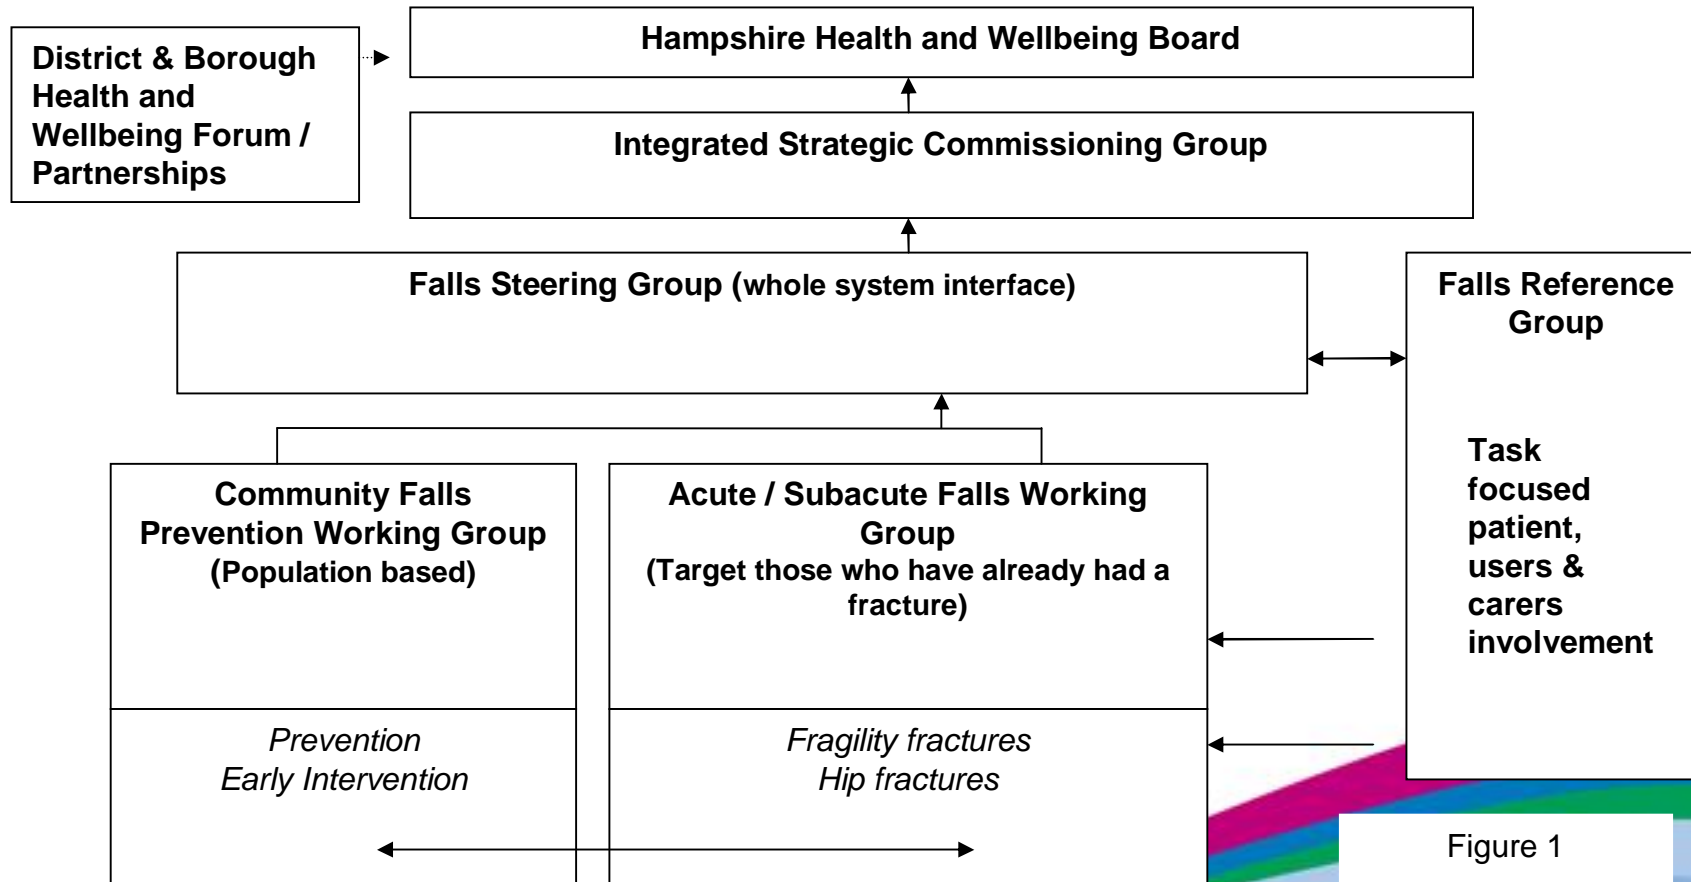 District & Borough
Health and
Wellbeing Forum /
Partnerships
Hampshire Health and Wellbeing Board
Integrated Strategic Commissioning Group
Falls Steering Group (whole system interface)
Falls Reference
Group
Task
focused
patient,
users &
carers
involvement
Community Falls
Prevention Working Group
(Population based)
Acute / Subacute Falls Working
Group
(Target those who have already had a
fracture)
Prevention
Early Intervention
Fragility fractures
Hip fractures
Figure 1